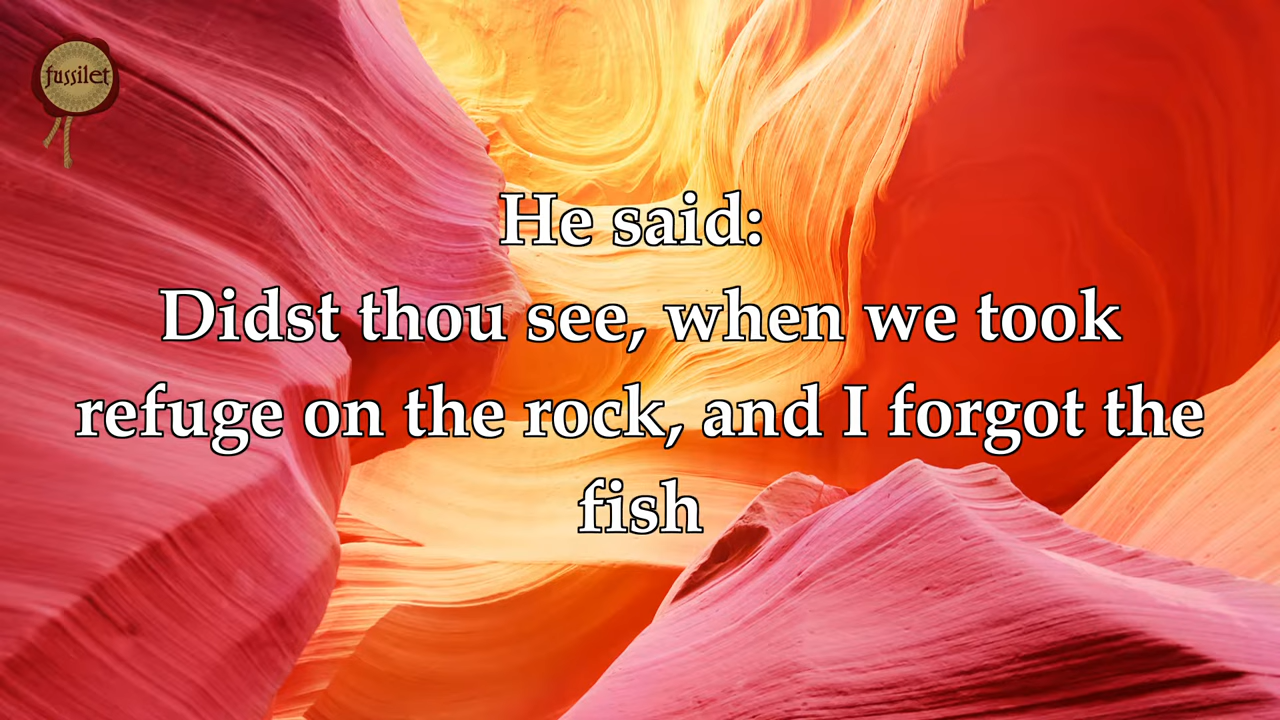 fussilet
He said:
Didst thou see, when we took
refuge on the rock, and I forgot the
fish